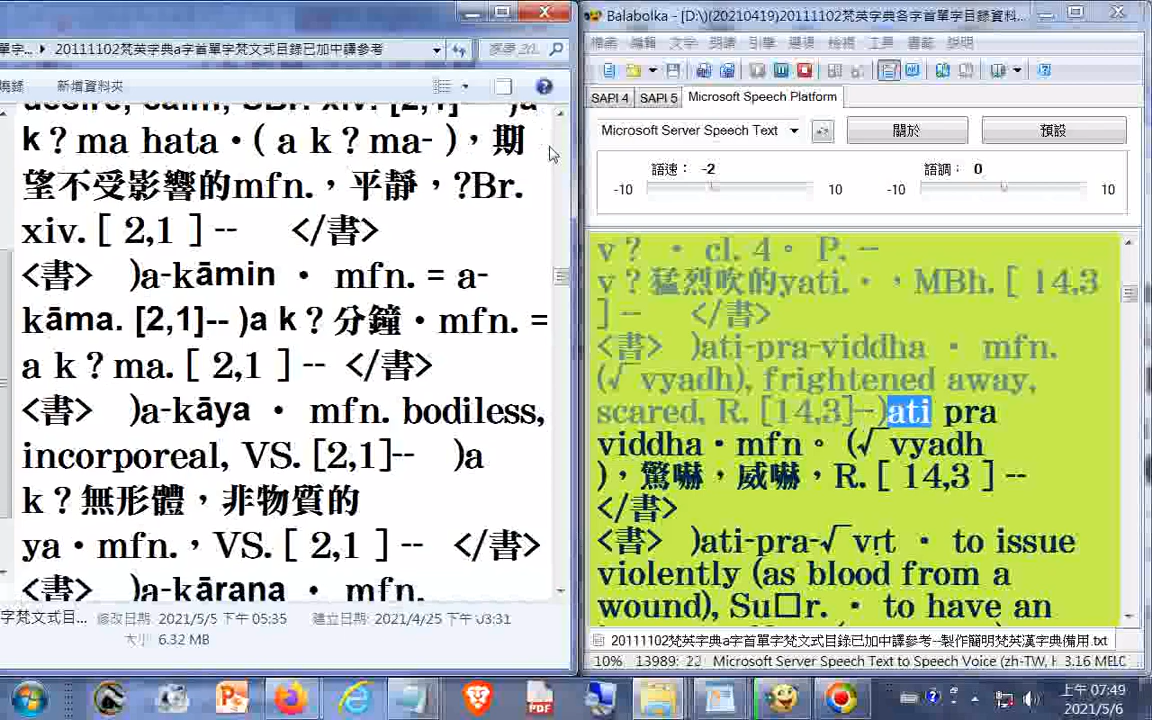 單字... ▸ 20111102梵英字典a字首單字梵文式目錄已加中譯參考
燒錄 新增資料夾
desire, calm, SBr. xiv. [2,1] )a
k？ma hata・( a k？ma- )，期
望不受影響的mfn.，平靜，?Br.
xiv. [ 2,1 ] -- </書>
<書> )a-kāmin ・ mfn. = a-
kāma. [2,1]-- )a k？分鐘・mfn. =
a k？ma. [ 2,1 ] -- </書>
<書> )a-kāya ・ mfn. bodiless,
incorporeal, VS. [2,1]-- )a
k？無形體，非物質的
ya・mfn.，VS. [ 2,1 ] -- </書>
<書> )a-kārana ・ mfn.
字梵文式目... 修改日期: 2021/5/5 下午 05:35 建立日期: 2021/4/25 下午 03:31
大小: 6.32 MB
Balabolka - [D:\)(20210419)20111102梵英字典各字首單字目錄資料...
檔案 編輯 文字 朗讀 引擎 選項 檢視 工具 書籤 說明
SAPI 4 SAPI 5 Microsoft Speech Platform
Microsoft Server Speech Text 關於 預設
語速： -2 語調： 0
-10 10 -10 10
v？ ・ cl. 4。 P. --
v？猛烈吹的yati.・，MBh. [ 14,3
] -- </書>
<書> )ati-pra-viddha ・ mfn.
(√ vyadh), frightened away,
scared, R. [14,3]-- )ati pra
viddha・mfn。 (√ vyadh
)，驚嚇，威嚇，R. [ 14,3 ] --
</書>
<書> )ati-pra-√ vṛt ・ to issue
violently (as blood from a
wound), Su□r. ・ to have an
20111102梵英字典a字首單字梵文式目錄已加中譯參考--製作簡明梵英漢字典備用.txt
10% 13989: 22 Microsoft Server Speech Text to Speech Voice (zh-TW, H 3.16 MELC
上午 07:49
2021/5/6